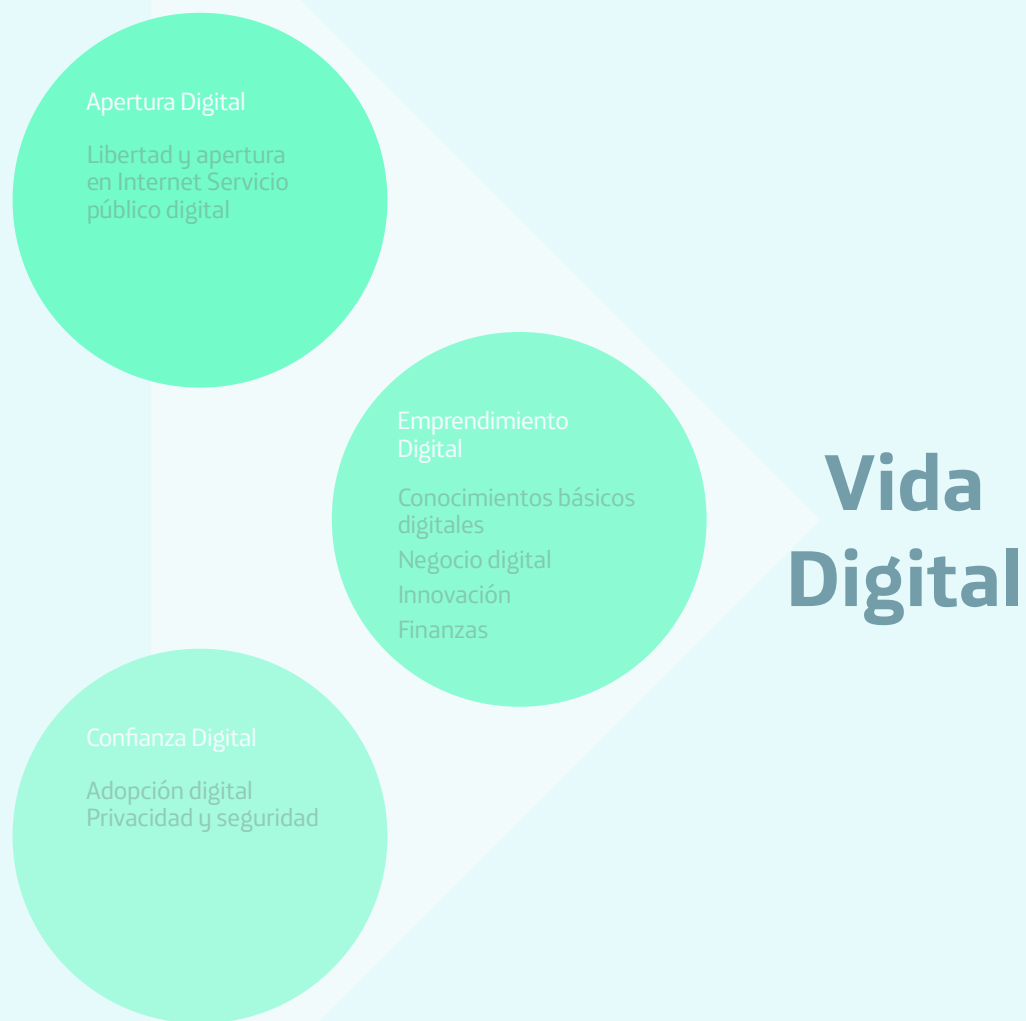 Apertura Digital
Libertad y apertura
en Internet Servicio
público digital
Emprendimiento
Digital
Conocimientos básicos
digitales
Negocio digital
Innovación
Finanzas
Vida
Digital
Confianza Digital
Adopción digital
Privacidad y seguridad